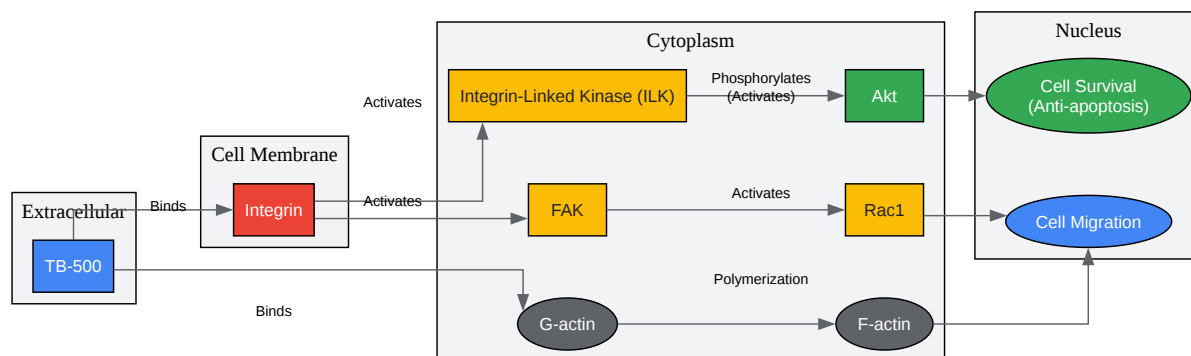 Nucleus
Cytoplasm
Cell Survival
(Anti-apoptosis)
Phosphorylates
(Activates)
Integrin-Linked Kinase (ILK)
Akt
Activates
Cell Membrane
Extracellular
Binds
Integrin
Activates
FAK
Activates
Rac1
Cell Migration
TB-500
Binds
Polymerization
G-actin
F-actin